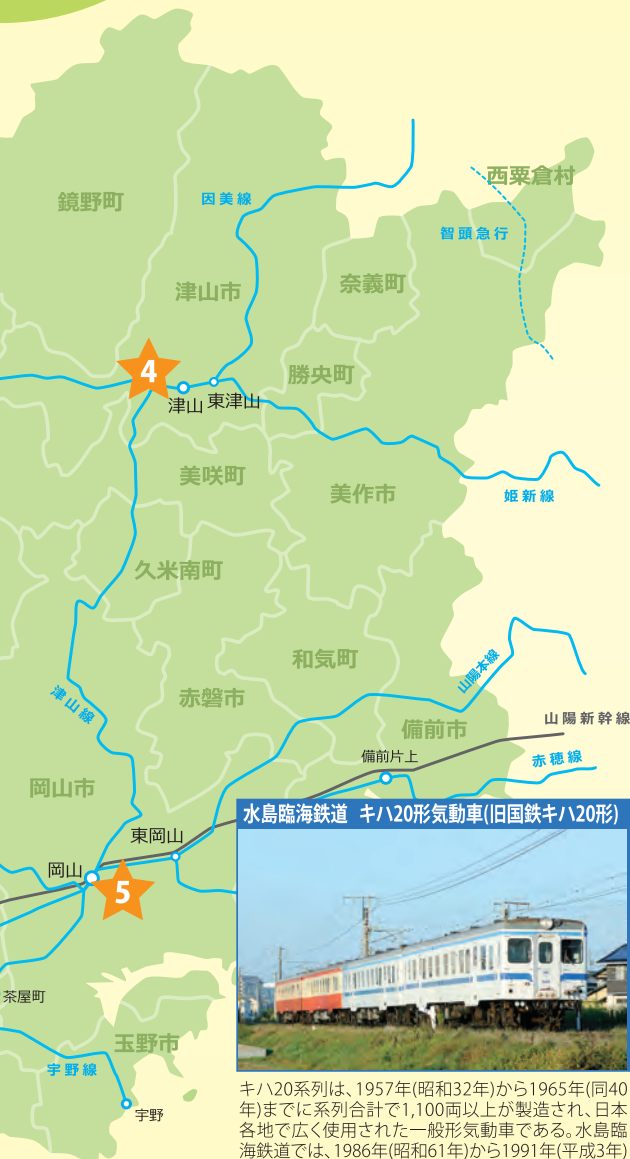 西粟倉村
鏡野町
因美線
智頭急行
奈義町
津山市
勝央町
4
津山
東津山
美咲町
美作市
姫新線
久米南町
和気町
山陽本線
赤磐市
津山線
備前市
山陽新幹線
備前片上
赤穂線
岡山市
水島臨海鉄道 キハ20形気動車(旧国鉄キハ20形)
東岡山
岡山
5
茶屋町
玉野市
宇野線
宇野
キハ20系列は、1957年(昭和32年)から1965年(同40
年)までに系列合計で1,100両以上が製造され、日本
各地で広く使用された一般形気動車である。水島臨
海鉄道では、1986年(昭和61年)から1991年(平成3年)